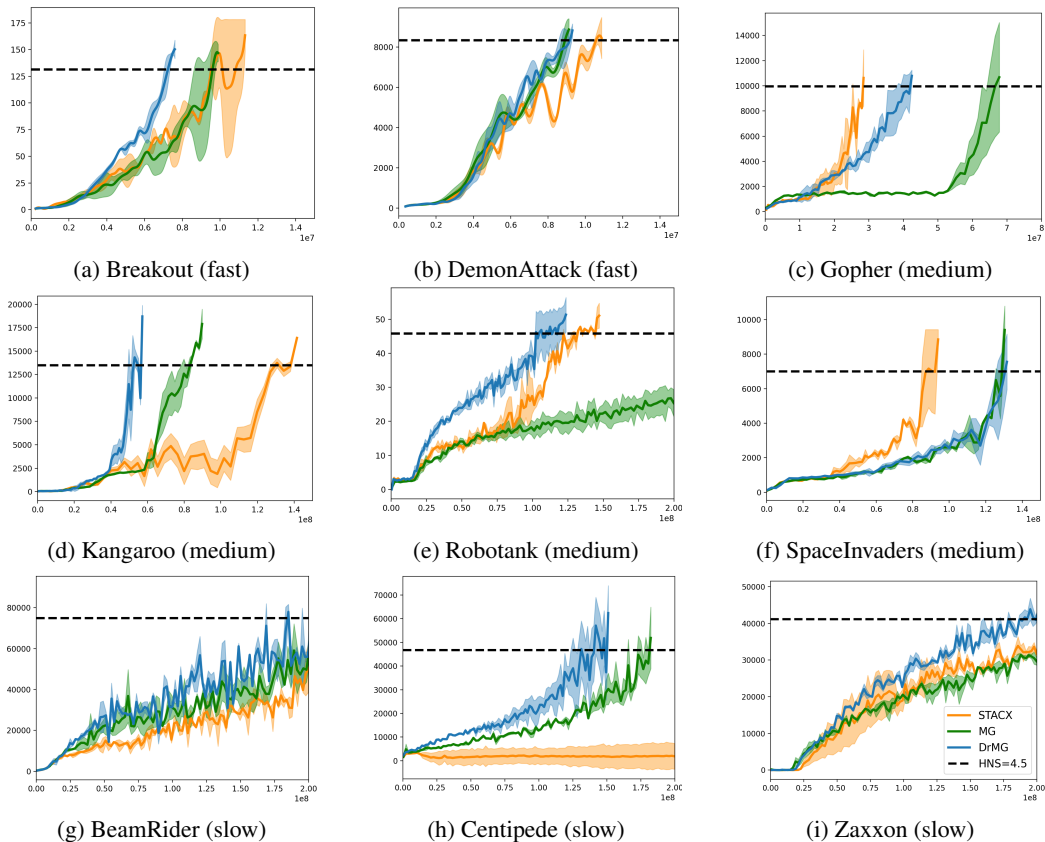 175
150
125
100
75
50
25
0
0.0 0.2 0.4 0.6 0.8 1.0 1.2 1.4
1e7
(a) Breakout (fast)
8000
6000
4000
2000
0
0.0 0.2 0.4 0.6 0.8 1.0 1.2 1.4
1e7
(b) DemonAttack (fast)
14000
12000
10000
8000
6000
4000
2000
0
0 1 2 3 4 5 6 7 8
1e7
(c) Gopher (medium)
20000
17500
15000
12500
10000
7500
5000
2500
0
0.0 0.2 0.4 0.6 0.8 1.0 1.2 1.4
1e8
(d) Kangaroo (medium)
50
40
30
20
10
0
0.0 0.25 0.50 0.75 1.00 1.25 1.50 1.75 2.00
1e8
(e) Robotank (medium)
10000
8000
6000
4000
2000
0
0.0 0.2 0.4 0.6 0.8 1.0 1.2 1.4
1e8
(f) SpaceInvaders (medium)
80000
60000
40000
20000
0
0.0 0.25 0.50 0.75 1.00 1.25 1.50 1.75 2.00
1e8
(g) BeamRider (slow)
70000
60000
50000
40000
30000
20000
10000
0
0.0 0.25 0.50 0.75 1.00 1.25 1.50 1.75 2.00
1e8
(h) Centipede (slow)
50000
40000
30000
20000
10000
0
STACX
MG
DrMG
HNS=4.5
0.0 0.25 0.50 0.75 1.00 1.25 1.50 1.75 2.00
1e8
(i) Zaxxon (slow)